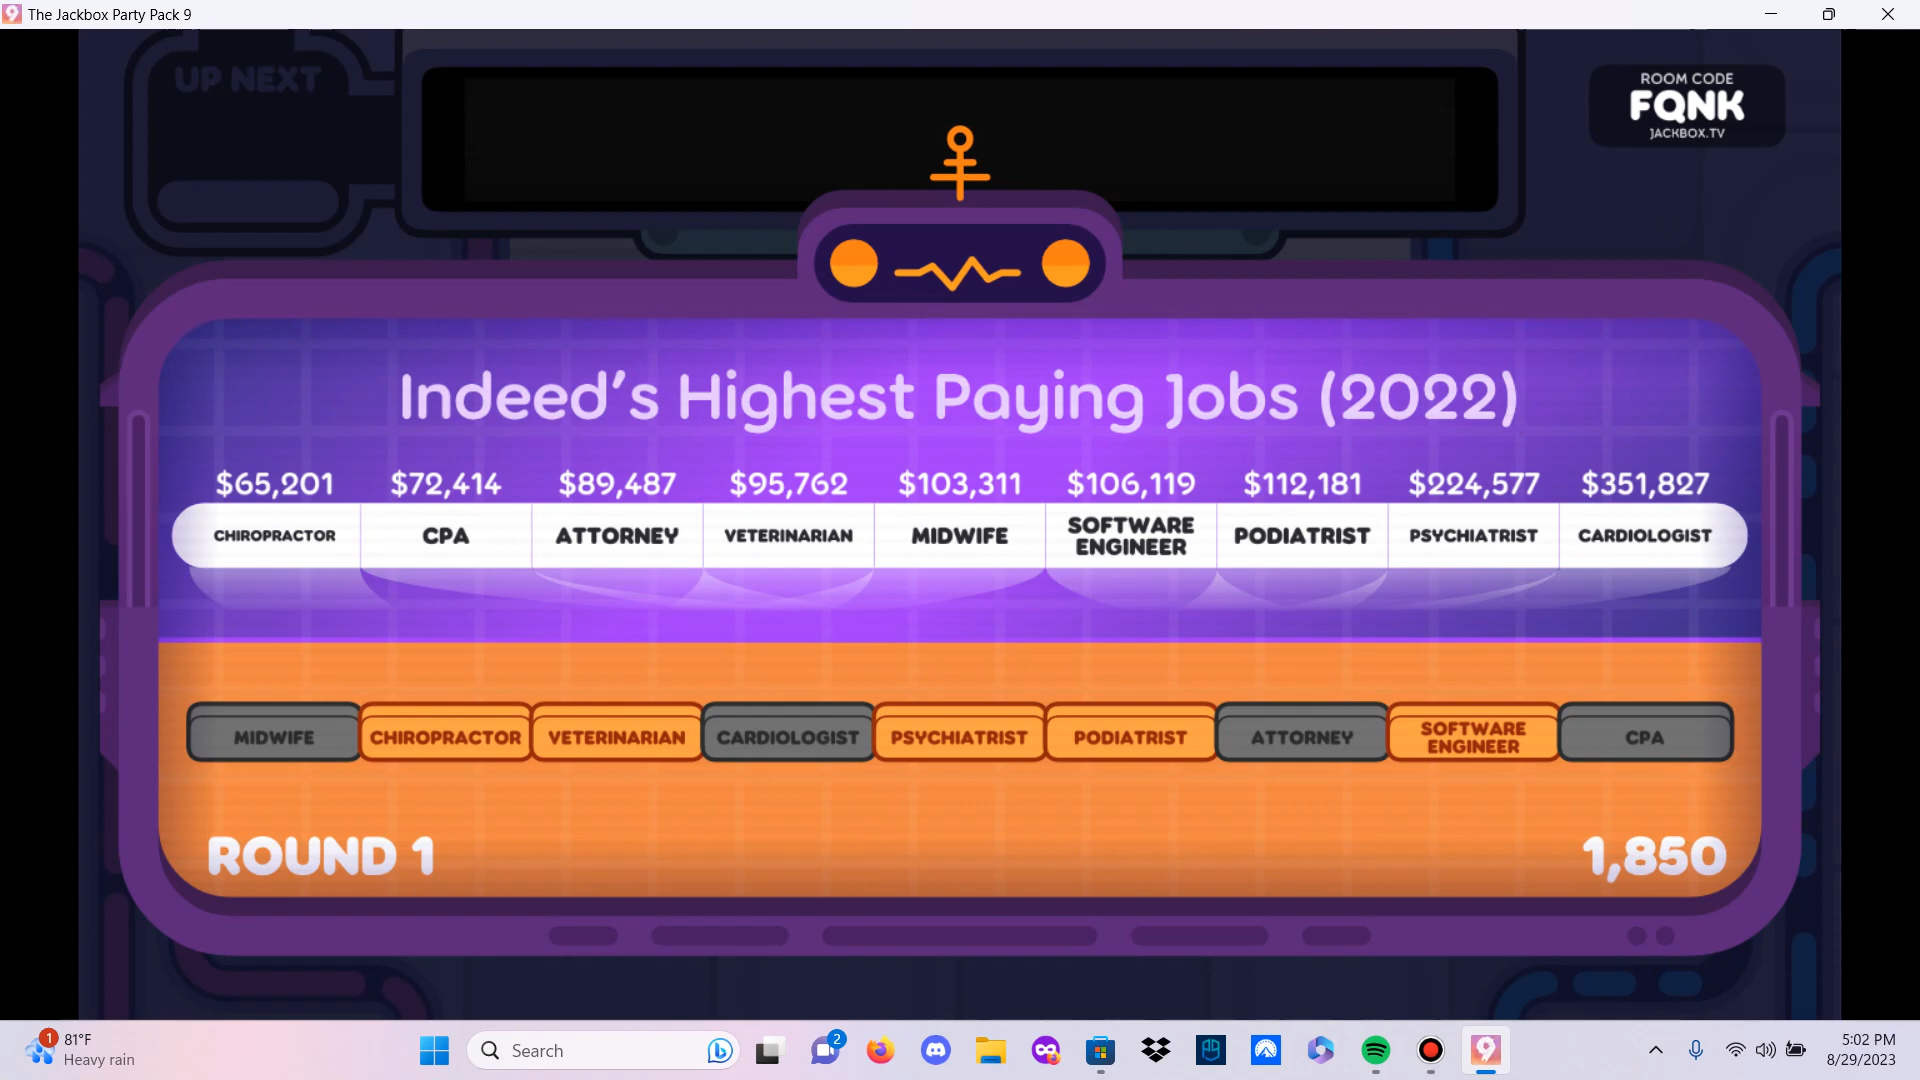 The Jackbox Party Pack 9
UP NEXT
ROOM CODE
FQNK
JACKBOX.TV
Indeed's Highest Paying Jobs (2022)
$65,201 $72,414 $89,487 $95,762 $103,311 $106,119 $112,181 $224,577 $351,827
CHIROPRACTOR CPA ATTORNEY VETERINARIAN MIDWIFE SOFTWARE ENGINEER PODIATRIST PSYCHIATRIST CARDIOLOGIST
MIDWIFE CHIROPRACTOR VETERINARIAN CARDIOLOGIST PSYCHIATRIST PODIATRIST ATTORNEY SOFTWARE ENGINEER CPA
ROUND 1 1,850
1 81°F
Heavy rain
Search
2
9
5:02 PM
8/29/2023